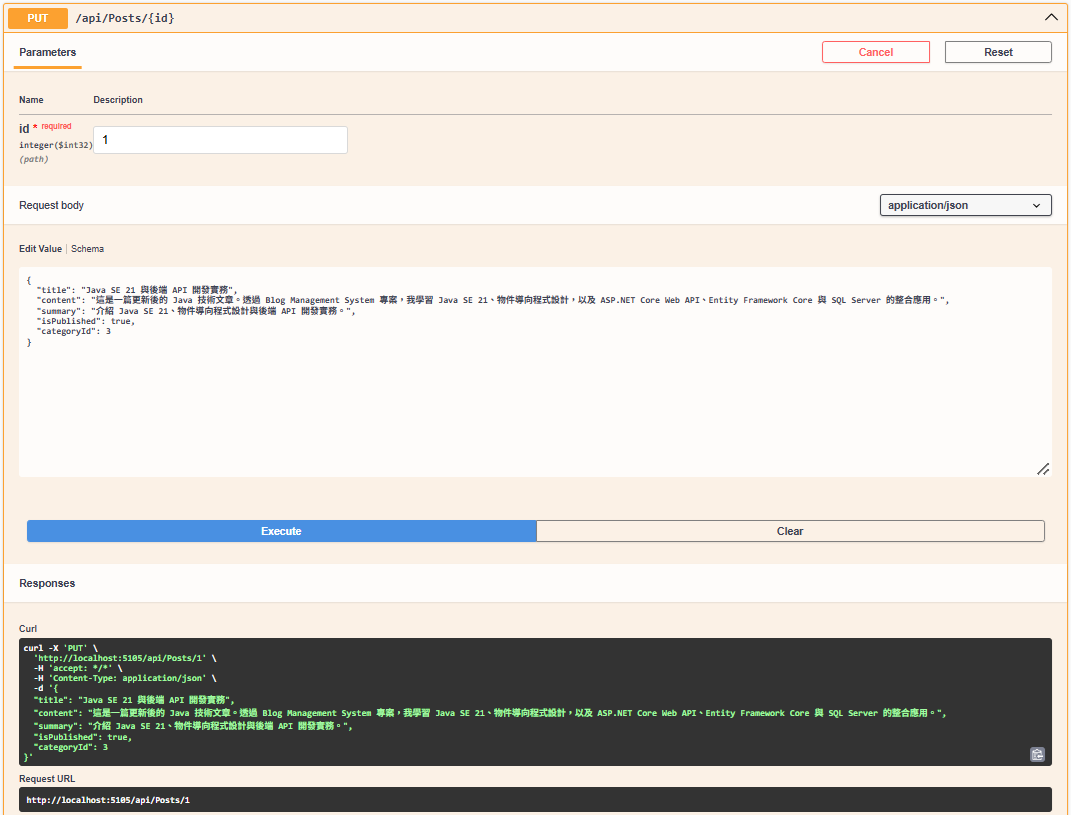 PUT /api/Posts/{id}
Parameters Cancel Reset
Name Description
id * required
integer($int32) 1
(path)
Request body application/json
Edit Value | Schema
{
"title": "Java SE 21 與後端 API 開發實務",
"content": "這是一篇更新後的 Java 技術文章。透過 Blog Management System 專案，我學習 Java SE 21、物件導向程式設計，以及 ASP.NET Core Web API、Entity Framework Core 與 SQL Server 的整合應用。",
"summary": "介紹 Java SE 21、物件導向程式設計與後端 API 開發實務。",
"isPublished": true,
"categoryId": 3
}
Execute Clear
Responses
Curl
curl -X 'PUT' \
'http://localhost:5105/api/Posts/1' \
-H 'accept: */*' \
-H 'Content-Type: application/json' \
-d '{
"title": "Java SE 21 與後端 API 開發實務",
"content": "這是一篇更新後的 Java 技術文章。透過 Blog Management System 專案，我學習 Java SE 21、物件導向程式設計，以及 ASP.NET Core Web API、Entity Framework Core 與 SQL Server 的整合應用。",
"summary": "介紹 Java SE 21、物件導向程式設計與後端 API 開發實務。",
"isPublished": true,
"categoryId": 3
}'
Request URL
http://localhost:5105/api/Posts/1